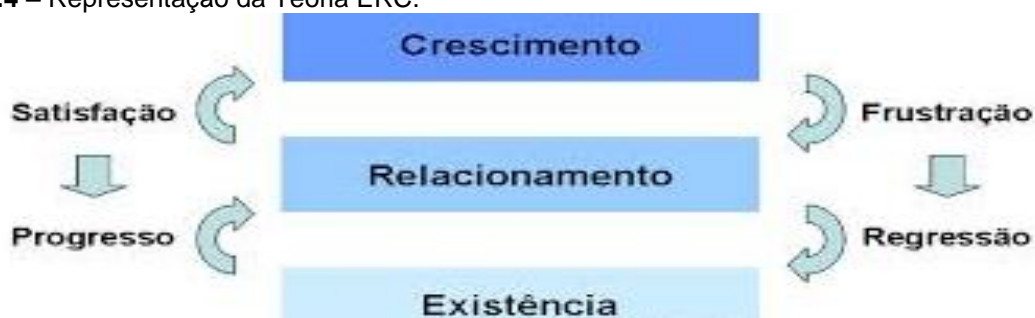 4 – Representação da Teoria ERC.
Crescimento
Satisfação
Frustração
Relacionamento
Progresso
Regressão
Existência